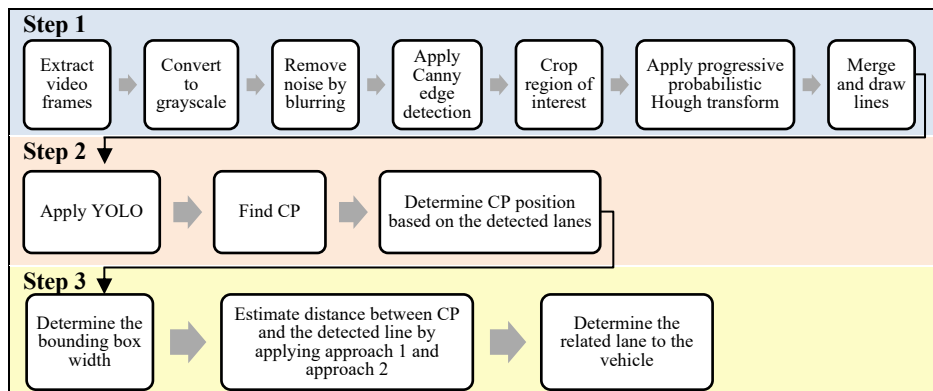 Step 1
Extract
video
frames
Convert
to
grayscale
Remove
noise by
blurring
Apply
Canny
edge
detection
Crop
region of
interest
Apply progressive
probabilistic
Hough transform
Merge
and draw
lines
Step 2
Apply YOLO
Find CP
Determine CP position
based on the detected lanes
Step 3
Determine the
bounding box
width
Estimate distance between CP
and the detected line by
applying approach 1 and
approach 2
Determine the
related lane to the
vehicle